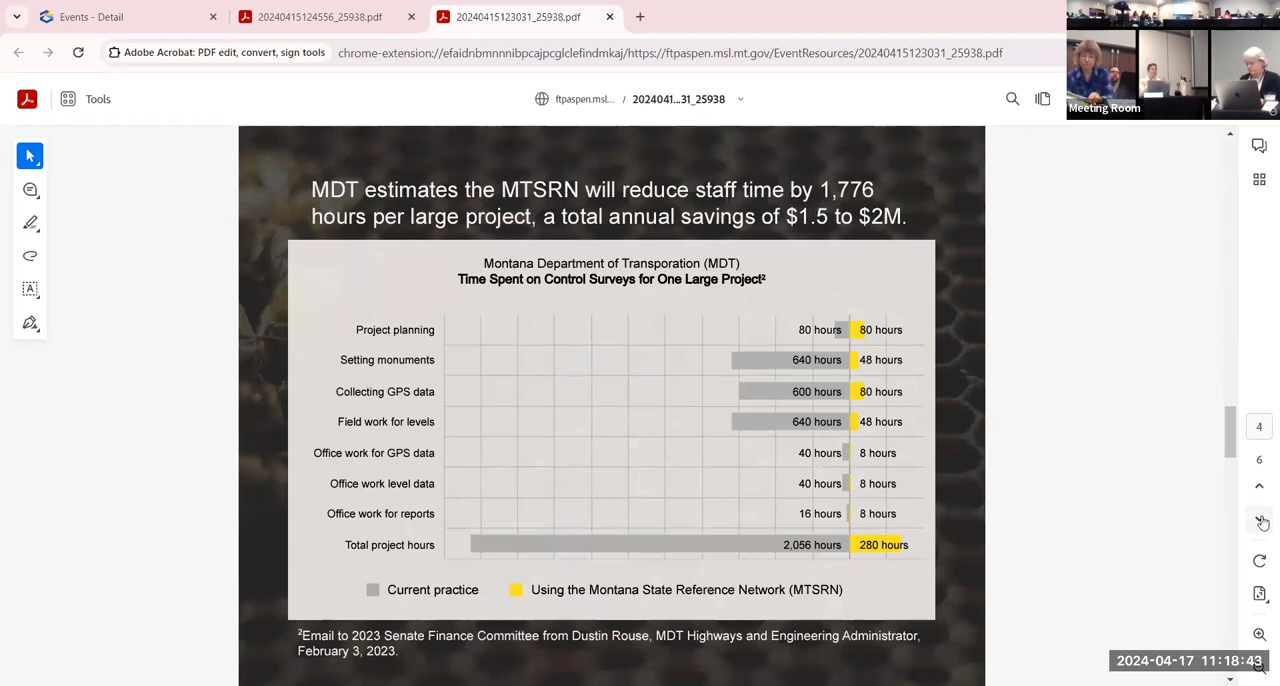 Events - Detail
20240415124556_25938.pdf
20240415123031_25938.pdf
Adobe Acrobat: PDF edit, convert, sign tools
chrome-extension://efaidnbmnnnibpcajpcglclefindmkaj/https://ftpaspen.msl.mt.gov/EventResources/20240415123031_25938.pdf
Meeting Room
Tools
ftpaspen.msl... / 2024041...31_25938
MDT estimates the MTSRN will reduce staff time by 1,776
hours per large project, a total annual savings of $1.5 to $2M.
Montana Department of Transporation (MDT)
Time Spent on Control Surveys for One Large Project²
Project planning 80 hours 80 hours
Setting monuments 640 hours 48 hours
Collecting GPS data 600 hours 80 hours
Field work for levels 640 hours 48 hours
Office work for GPS data 40 hours 8 hours
Office work level data 40 hours 8 hours
Office work for reports 16 hours 8 hours
Total project hours 2,056 hours 280 hours
Current practice Using the Montana State Reference Network (MTSRN)
²Email to 2023 Senate Finance Committee from Dustin Rouse, MDT Highways and Engineering Administrator,
February 3, 2023.
4
6
2024-04-17 11:18:43